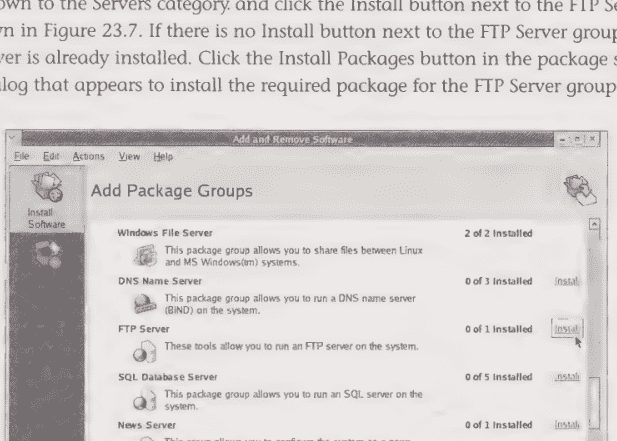 own to the Servers category and click the Install button next to the FTP Se
wn in Figure 23.7. If there is no Install button next to the FTP Server group
ver is already installed. Click the Install Packages button in the package s
log that appears to install the required package for the FTP Server group
Add and Remove Software
File Edit Actions View Help
Install
Software
Add Package Groups
Windows File Server 2 of 2 Installed
This package group allows you to share files between Linux
and MS Windows(tm) systems.
DNS Name Server 0 of 3 Installed Install
This package group allows you to run a DNS name server
(BIND) on the system.
FTP Server 0 of 1 Installed Install
These tools allow you to run an FTP server on the system.
SQL Database Server 0 of 5 Installed Install
This package group allows you to run an SQL server on the
system.
News Server 0 of 1 Installed Install